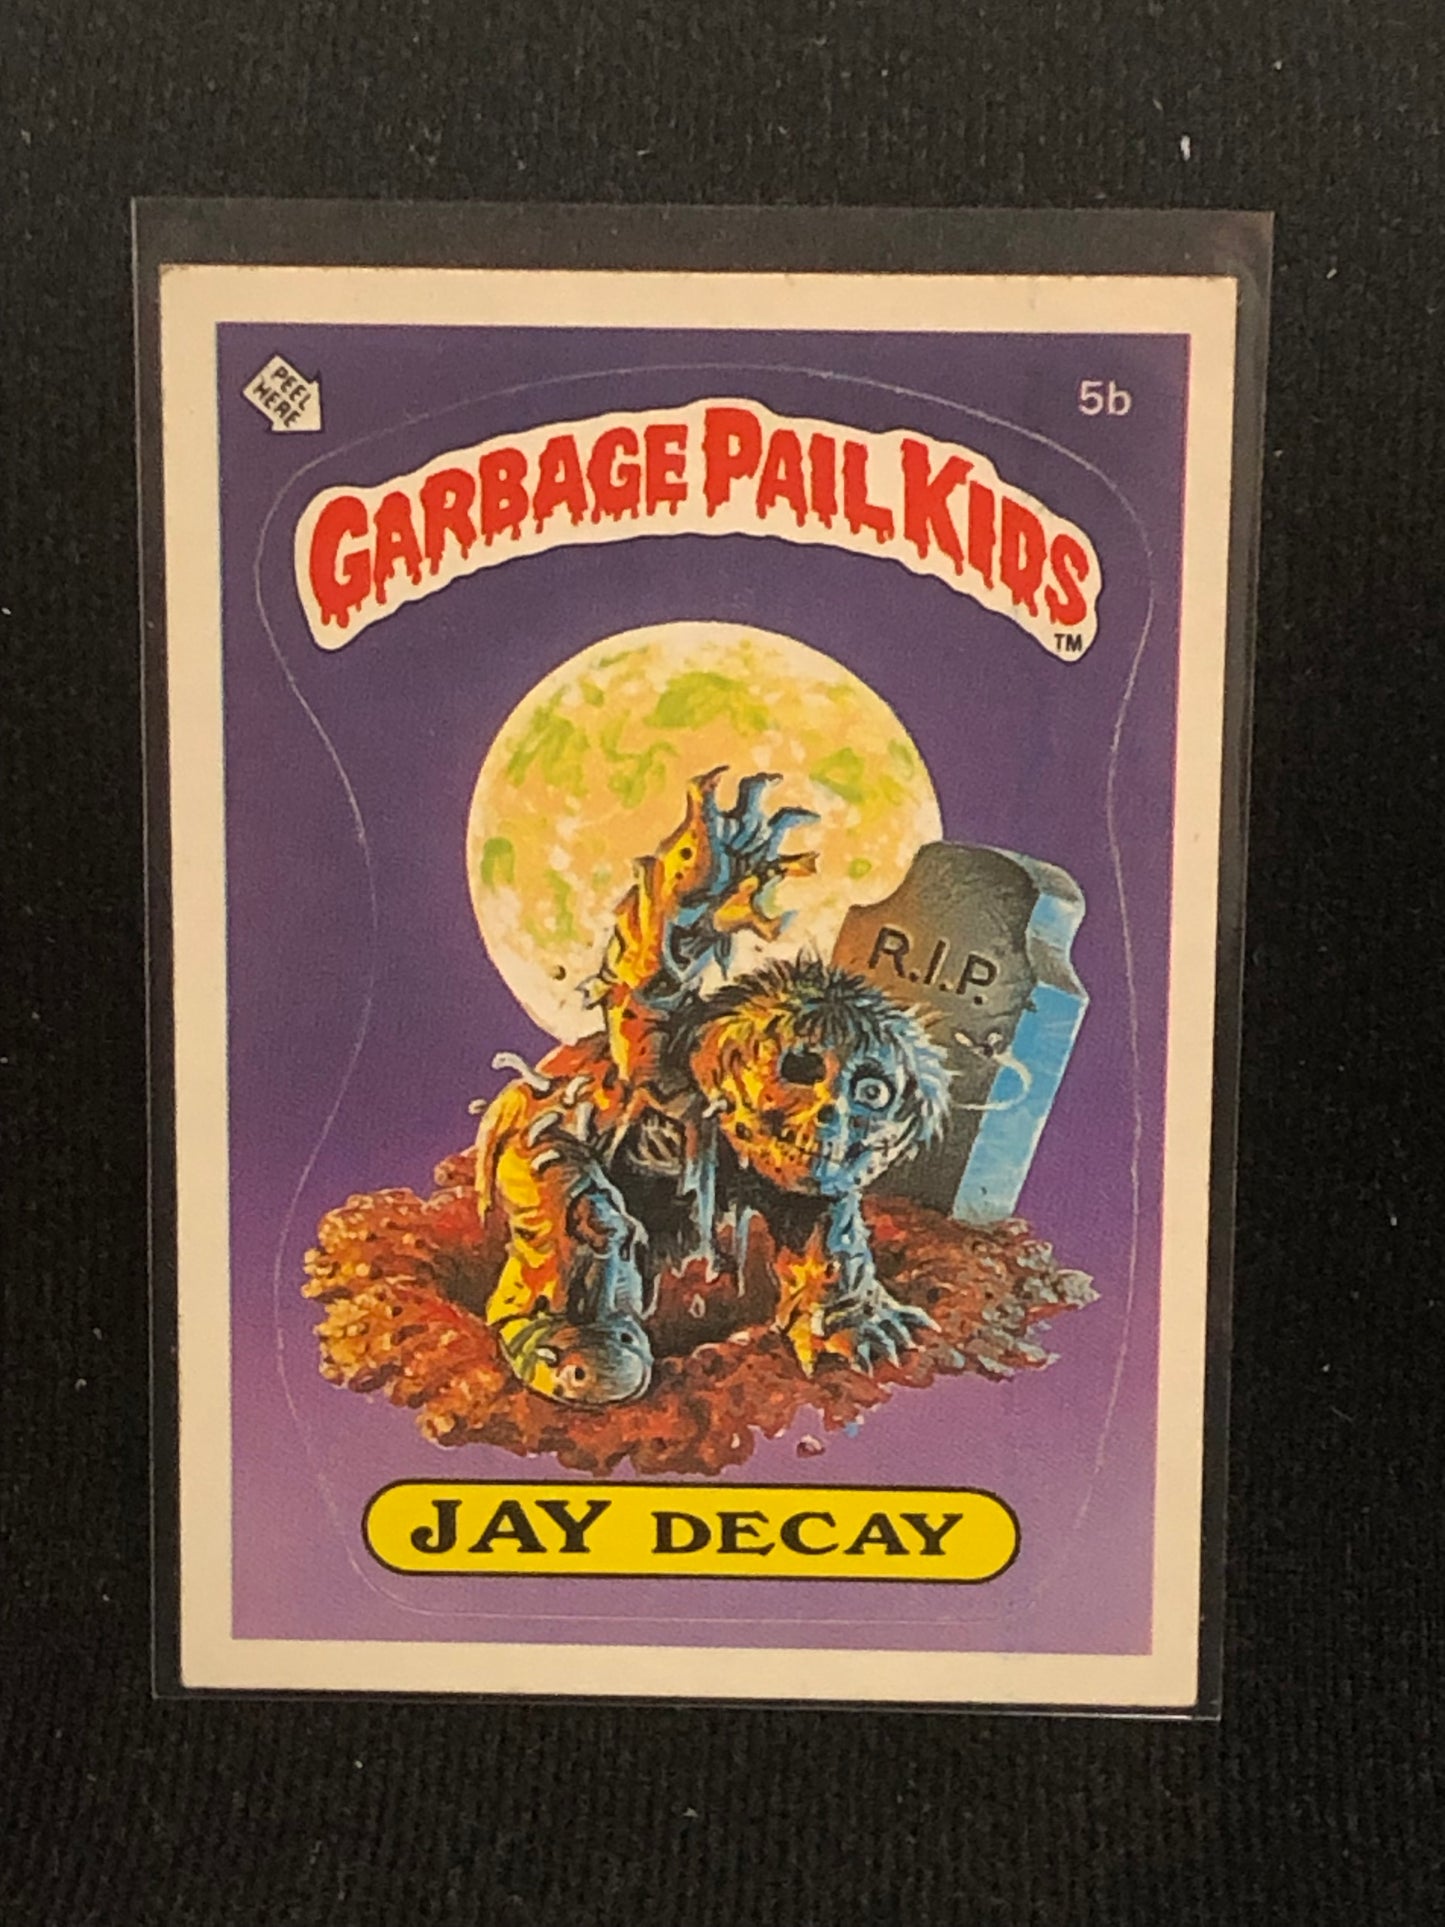 PEEL
HERE
5b
GARBAGE PAIL KIDS
TM
R.I.P.
JAY DECAY